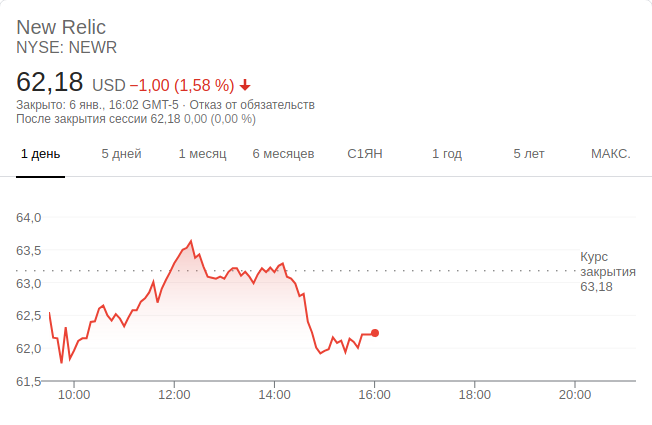 New Relic
NYSE: NEWR
62,18 USD −1,00 (1,58 %)
Закрыто: 6 янв., 16:02 GMT-5 · Отказ от обязательств
После закрытия сессии 62,18 0,00 (0,00 %)
1 день 5 дней 1 месяц 6 месяцев С1ЯН 1 год 5 лет МАКС.
64,0
63,5
Курс
закрытия
63,18
63,0
62,5
62,0
61,5
10:00 12:00 14:00 16:00 18:00 20:00